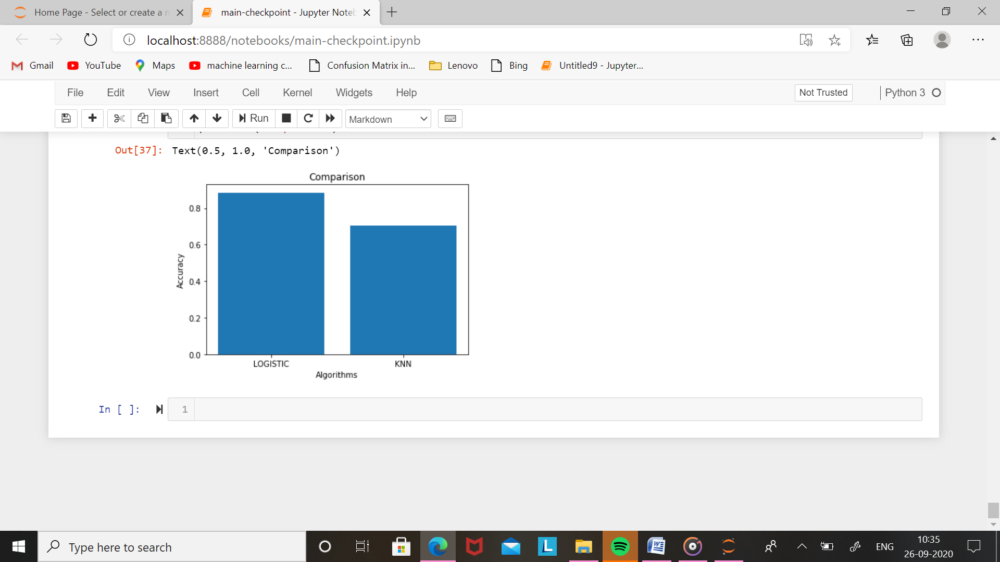 Home Page - Select or create a n
main-checkpoint - Jupyter Noteb
localhost:8888/notebooks/main-checkpoint.ipynb
Gmail YouTube Maps machine learning c... Confusion Matrix in... Lenovo Bing Untitled9 - Jupyter...
File Edit View Insert Cell Kernel Widgets Help Not Trusted Python 3
Run Markdown
Out[37]: Text(0.5, 1.0, 'Comparison')
Comparison
0.8
0.6
0.4
0.2
0.0
Accuracy
LOGISTIC KNN
Algorithms
In [ ]: 1
Type here to search
L
W
ENG
10:35
26-09-2020